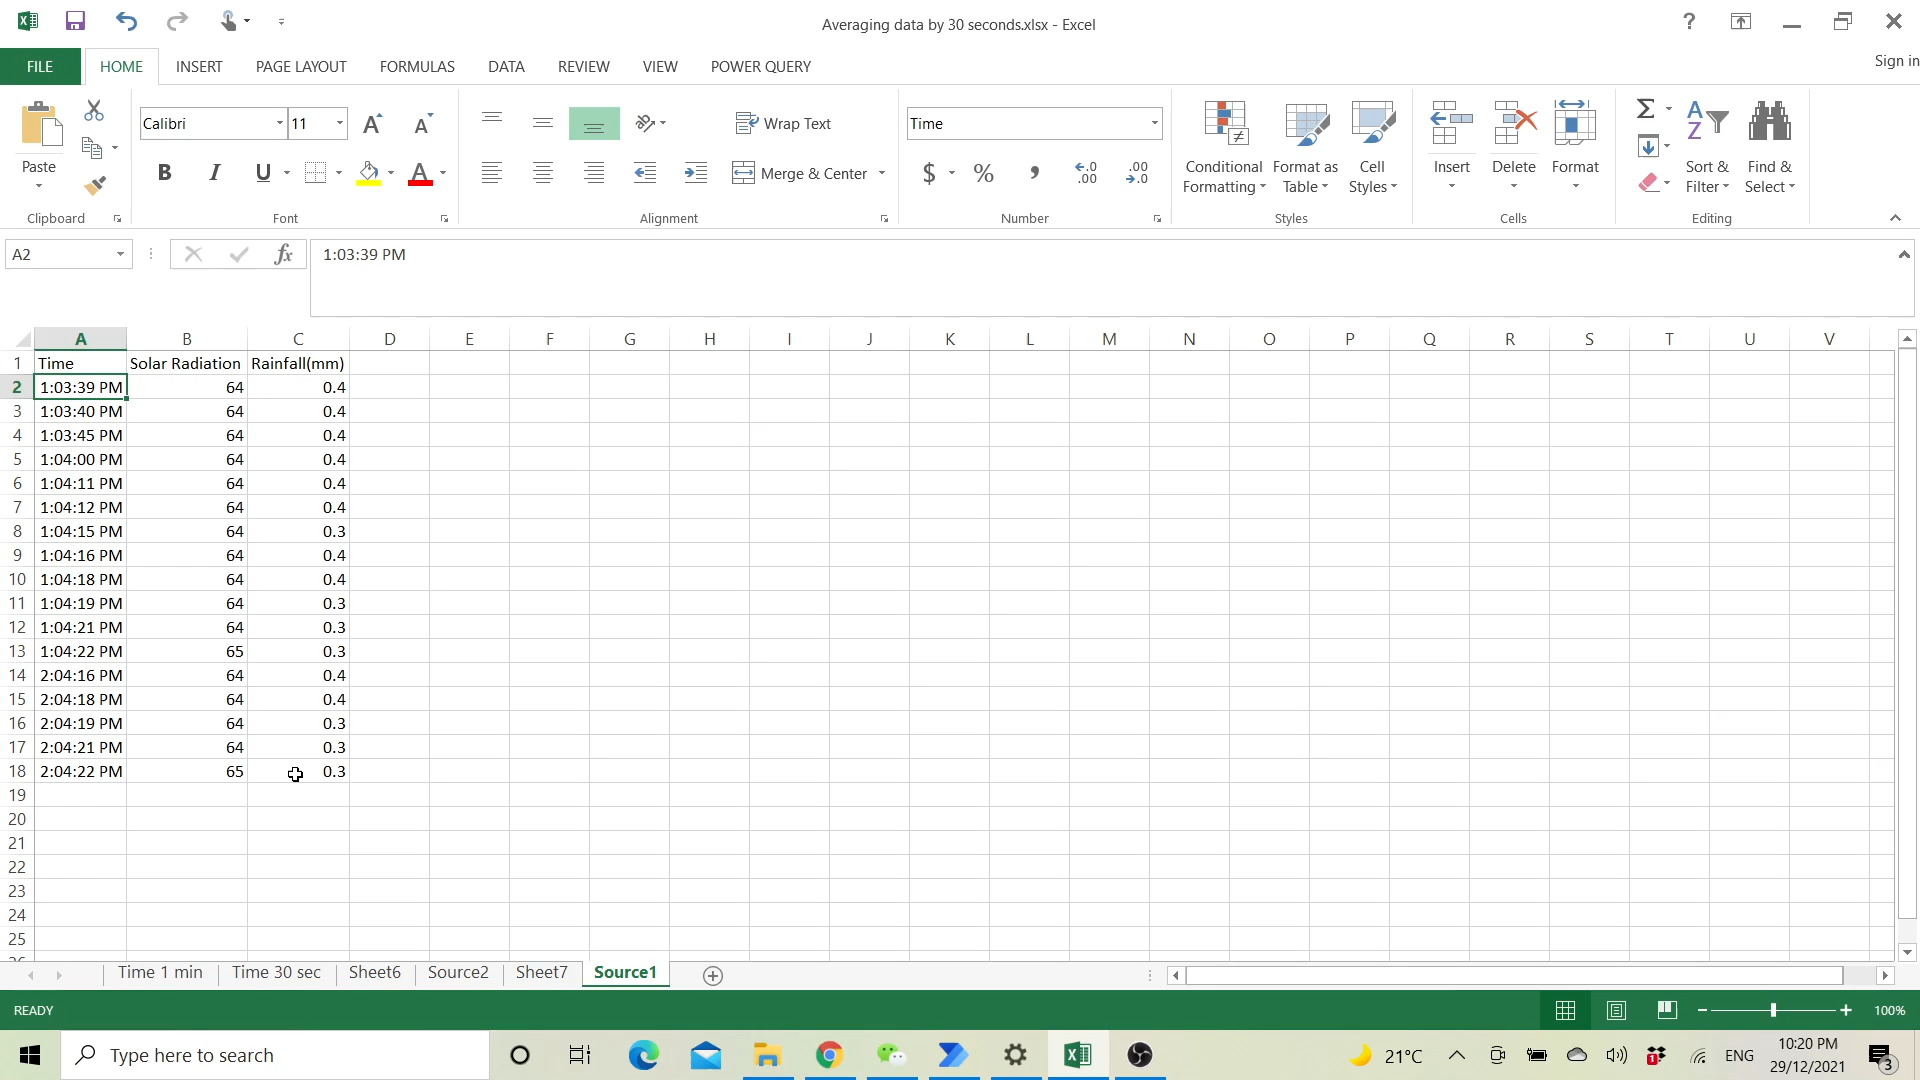 Averaging data by 30 seconds.xlsx - Excel
?
FILE HOME INSERT PAGE LAYOUT FORMULAS DATA REVIEW VIEW POWER QUERY
Sign in
Calibri 11
Wrap Text
Time
Paste
B I U A
Merge & Center
$ % ,
Conditional Formatting
Format as Table
Cell Styles
Insert
Delete
Format
Sort & Filter
Find & Select
Clipboard Font Alignment Number Styles Cells Editing
A2 fx 1:03:39 PM
A B C D E F G H I J K L M N O P Q R S T U V
1 Time Solar Radiation Rainfall(mm)
2 1:03:39 PM 64 0.4
3 1:03:40 PM 64 0.4
4 1:03:45 PM 64 0.4
5 1:04:00 PM 64 0.4
6 1:04:11 PM 64 0.4
7 1:04:12 PM 64 0.4
8 1:04:15 PM 64 0.3
9 1:04:16 PM 64 0.4
10 1:04:18 PM 64 0.4
11 1:04:19 PM 64 0.3
12 1:04:21 PM 64 0.3
13 1:04:22 PM 65 0.3
14 2:04:16 PM 64 0.4
15 2:04:18 PM 64 0.4
16 2:04:19 PM 64 0.3
17 2:04:21 PM 64 0.3
18 2:04:22 PM 65 0.3
19
20
21
22
23
24
25
Time 1 min Time 30 sec Sheet6 Source2 Sheet7 Source1
READY 100%
Type here to search
21°C
ENG
10:20 PM
29/12/2021
3